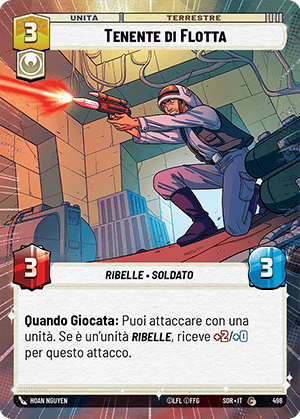 UNITÀ TERRESTRE
3 TENENTE DI FLOTTA
3 3
RIBELLE • SOLDATO
Quando Giocata: Puoi attaccare con una
unità. Se è un'unità RIBELLE, riceve +2/+0
per questo attacco.
HOAN NGUYEN ©LFL ©FFG SOR • IT C 498